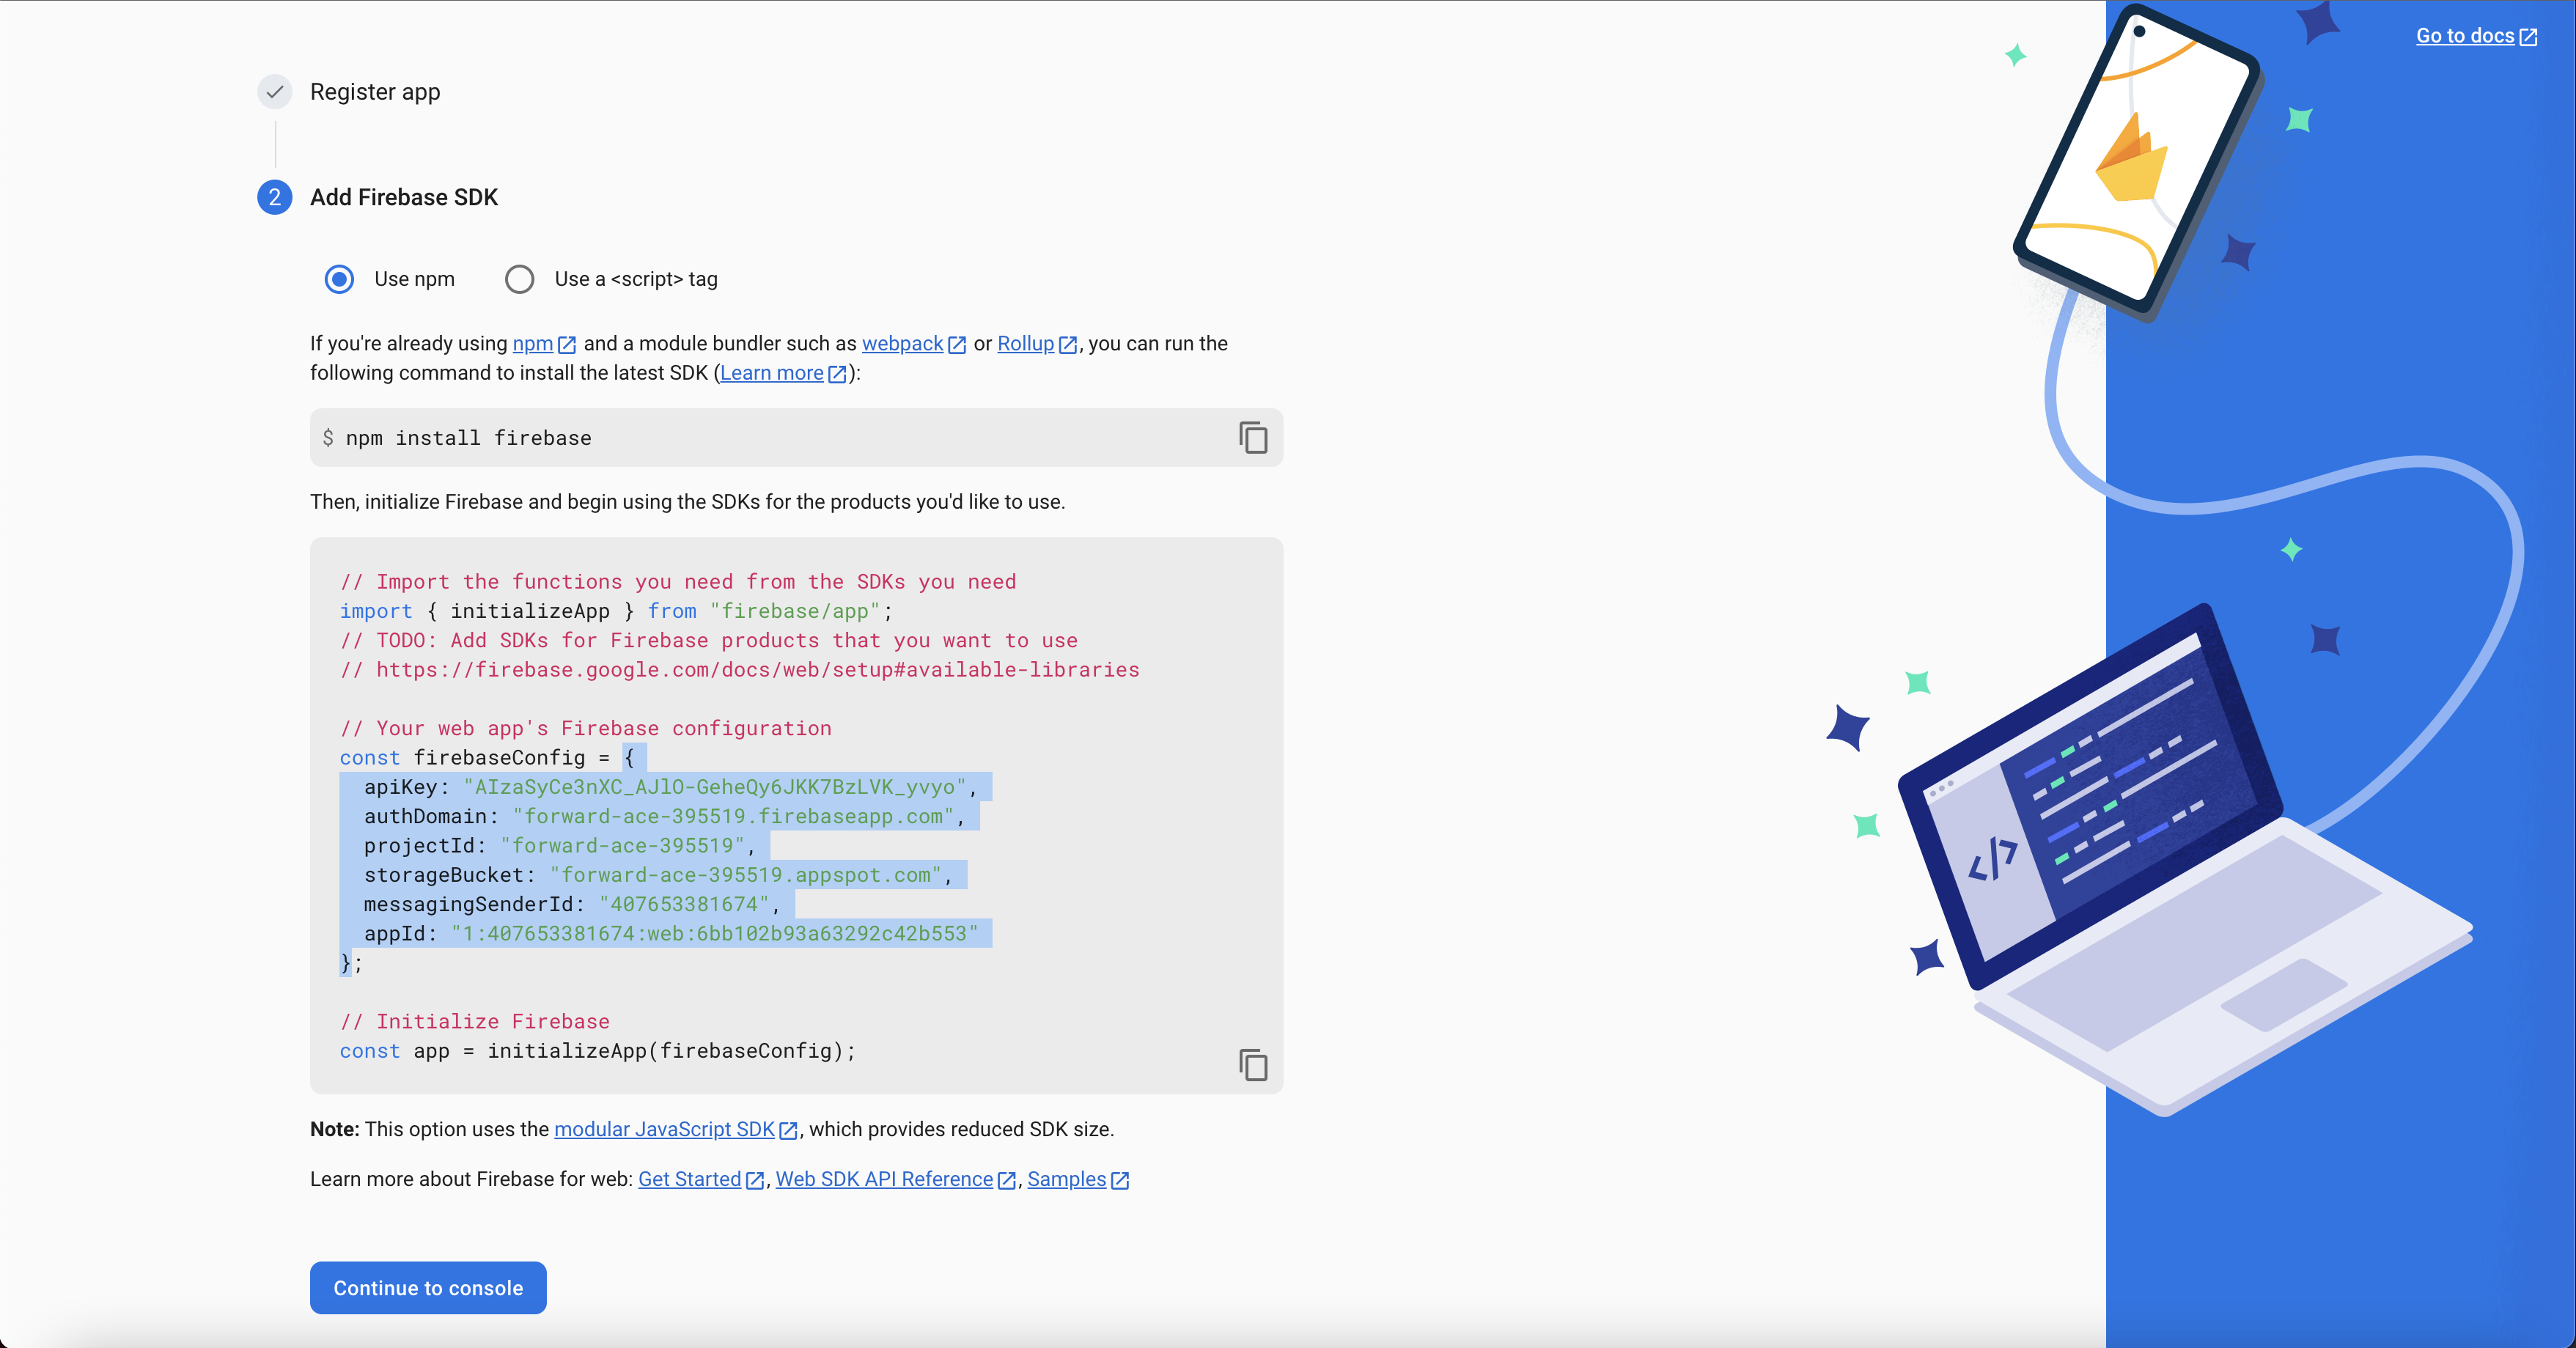 Go to docs
Register app
2 Add Firebase SDK
Use npm Use a <script> tag
If you're already using npm and a module bundler such as webpack or Rollup, you can run the
following command to install the latest SDK (Learn more):
$ npm install firebase
Then, initialize Firebase and begin using the SDKs for the products you'd like to use.
// Import the functions you need from the SDKs you need
import { initializeApp } from "firebase/app";
// TODO: Add SDKs for Firebase products that you want to use
// https://firebase.google.com/docs/web/setup#available-libraries
// Your web app's Firebase configuration
const firebaseConfig = {
  apiKey: "AIzaSyCe3nXC_AJlO-GeheQy6JKK7BzLVK_yvyo",
  authDomain: "forward-ace-395519.firebaseapp.com",
  projectId: "forward-ace-395519",
  storageBucket: "forward-ace-395519.appspot.com",
  messagingSenderId: "407653381674",
  appId: "1:407653381674:web:6bb102b93a63292c42b553"
};
// Initialize Firebase
const app = initializeApp(firebaseConfig);
Note: This option uses the modular JavaScript SDK, which provides reduced SDK size.
Learn more about Firebase for web: Get Started, Web SDK API Reference, Samples
Continue to console
</>